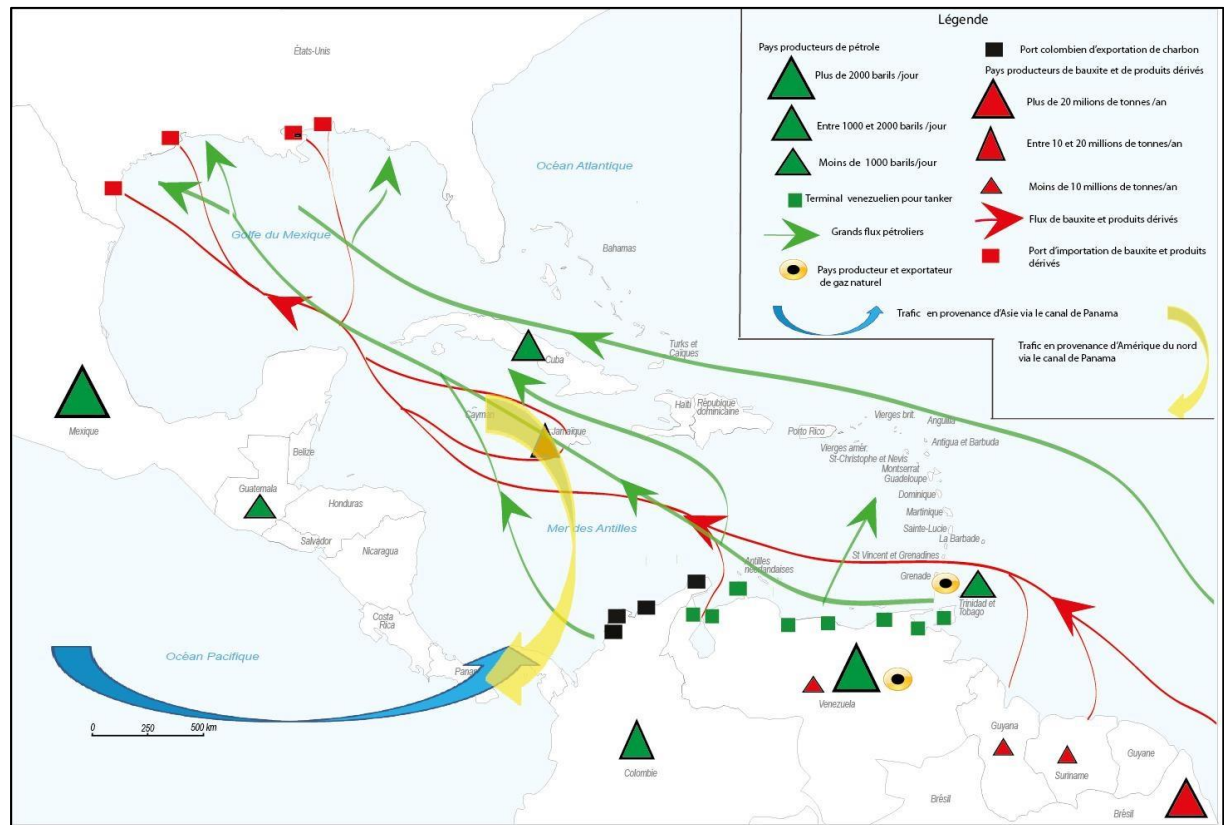 Légende
Pays producteurs de pétrole
Plus de 2000 barils /jour
Entre 1000 et 2000 barils /jour
Moins de 1000 barils/jour
Terminal venezuelien pour tanker
Grands flux pétroliers
Pays producteur et exportateur
de gaz naturel
Port colombien d'exportation de charbon
Pays producteurs de bauxite et de produits dérivés
Plus de 20 milions de tonnes /an
Entre 10 et 20 millions de tonnes/an
Moins de 10 millions de tonnes/an
Flux de bauxite et produits dérivés
Port d'importation de bauxite et produits
dérivés
Trafic en provenance d'Asie via le canal de Panama
Trafic en provenance d'Amérique du nord
via le canal de Panama
États-Unis
Océan Atlantique
Golfe du Mexique
Bahamas
Turks et
Caïques
Cuba
Mexique
Cayman
Jamaïque
Haïti
République
dominicaine
Porto Rico
Vierges brit.
Anguilla
Vierges amér.
Antigua et Barbuda
St-Christophe et Nevis
Montserrat
Guadeloupe
Dominique
Martinique
Sainte-Lucie
La Barbade
St Vincent et Grenadines
Grenade
Trinidad et
Tobago
Belize
Guatemala
Honduras
Salvador
Nicaragua
Mer des Antilles
Antilles
néerlandaises
Costa
Rica
Océan Pacifique
Panama
0 250 500 km
Venezuela
Colombie
Guyana
Suriname
Guyane
Brésil
Brésil